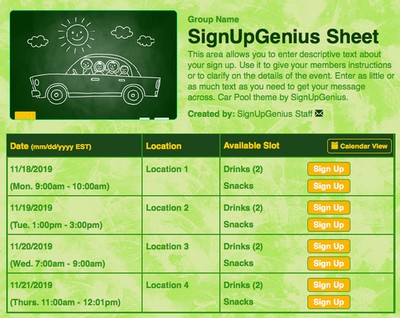 Group Name
SignUpGenius Sheet
This area allows you to enter descriptive text about
your sign up. Use it to give your members instructions
or to clarify on the details of the event. Enter as little or
as much text as you need to get your message
across. Car Pool theme by SignUpGenius.
Created by: SignUpGenius Staff
Date (mm/dd/yyyy EST) Location Available Slot Calendar View
11/18/2019 Location 1 Drinks (2) Sign Up
(Mon. 9:00am - 10:00am) Snacks Sign Up
11/19/2019 Location 2 Drinks (2) Sign Up
(Tue. 1:00pm - 3:00pm) Snacks Sign Up
11/20/2019 Location 3 Drinks (2) Sign Up
(Wed. 7:00am - 9:00am) Snacks Sign Up
11/21/2019 Location 4 Drinks (2) Sign Up
(Thurs. 11:00am - 12:01pm) Snacks Sign Up